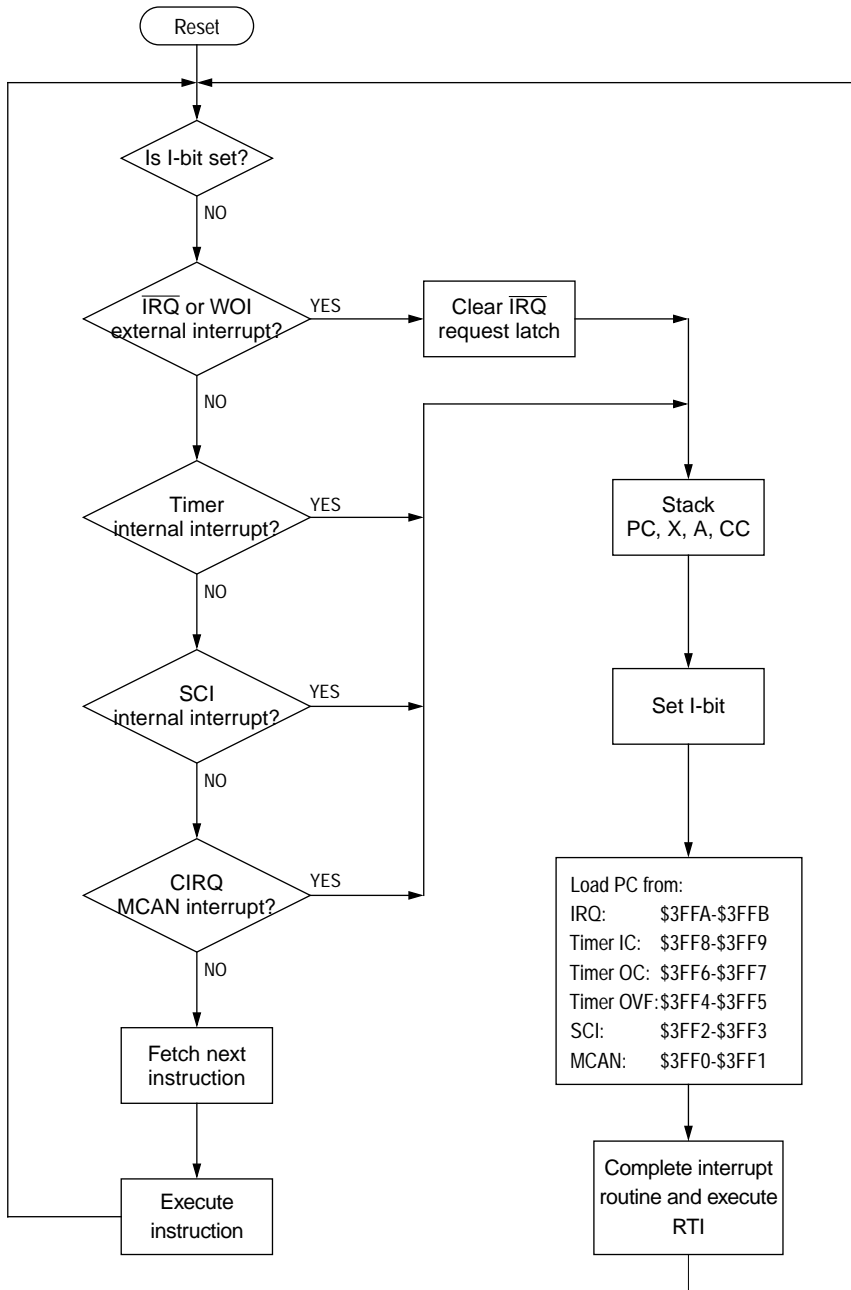 Reset
Is I-bit set?
NO
I̅R̅Q̅ or WOI
external interrupt?
YES
Clear I̅R̅Q̅
request latch
NO
Timer
internal interrupt?
YES
Stack
PC, X, A, CC
NO
SCI
internal interrupt?
YES
Set I-bit
NO
CIRQ
MCAN interrupt?
YES
Load PC from:
IRQ: $3FFA-$3FFB
Timer IC: $3FF8-$3FF9
Timer OC: $3FF6-$3FF7
Timer OVF: $3FF4-$3FF5
SCI: $3FF2-$3FF3
MCAN: $3FF0-$3FF1
NO
Fetch next
instruction
Complete interrupt
routine and execute
RTI
Execute
instruction